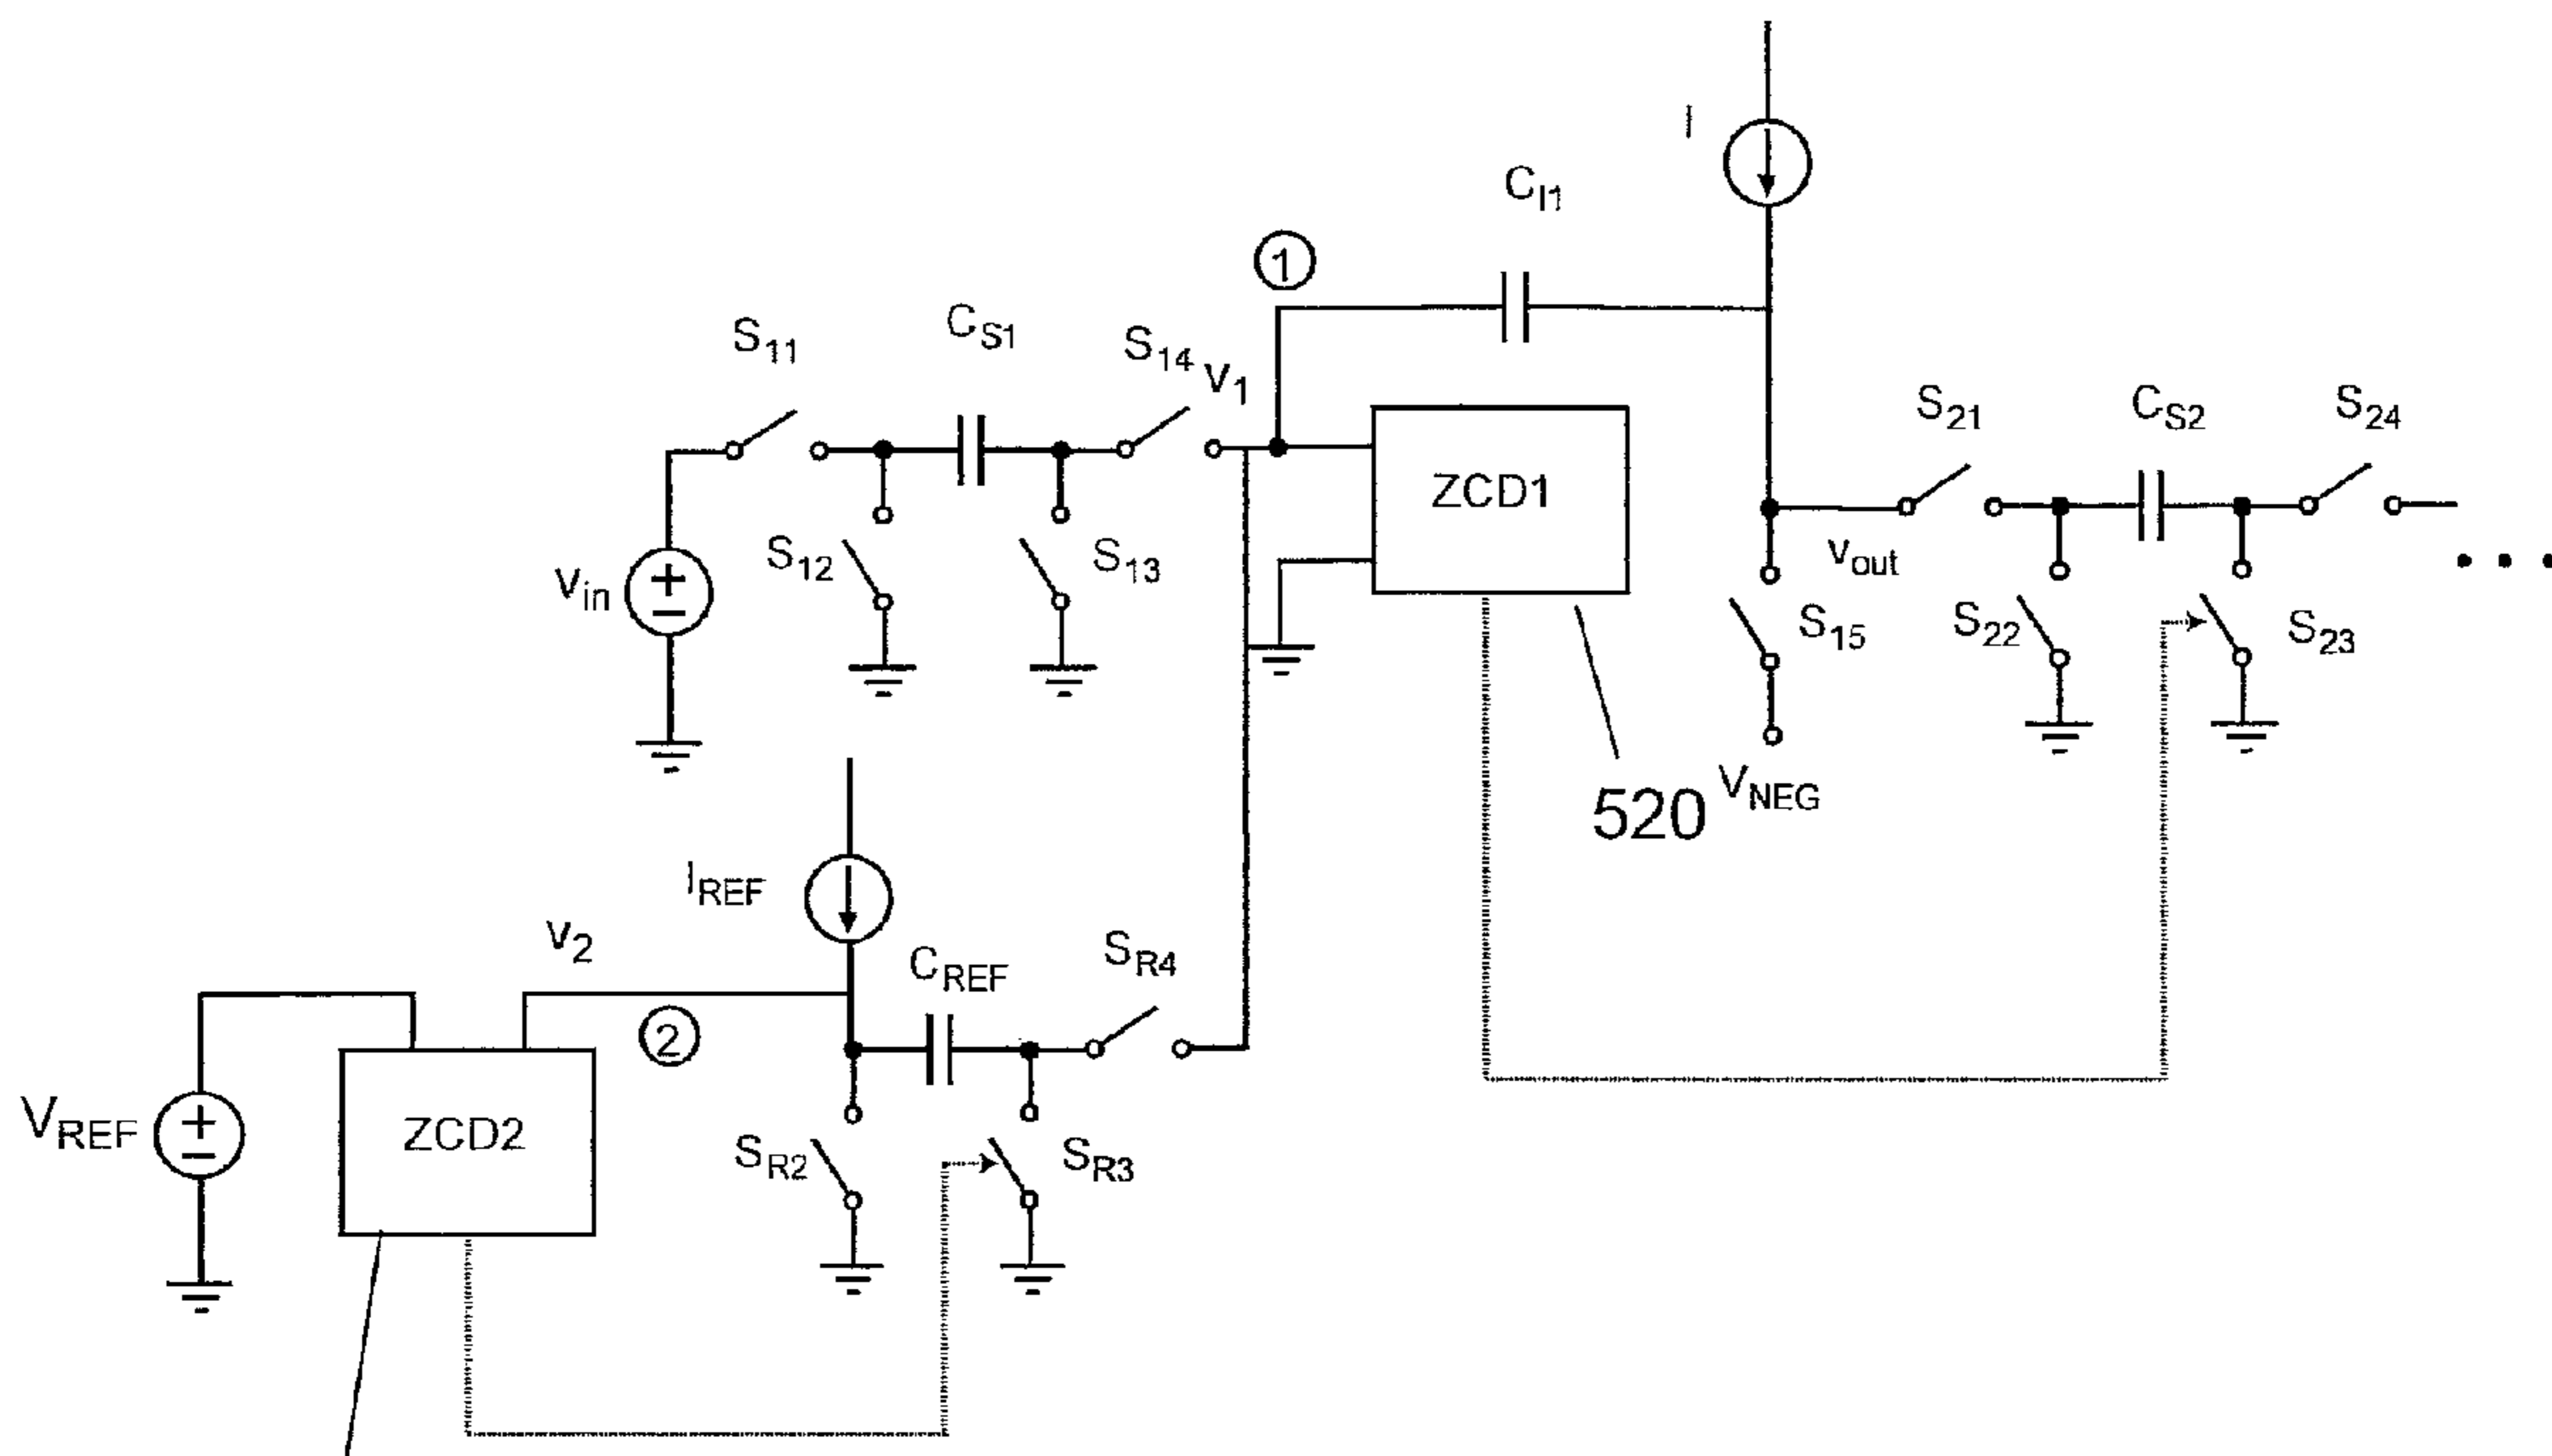 I
C_I1
1
S_11
C_S1
S_14
v_1
S_21
C_S2
S_24
ZCD1
S_12
S_13
v_in
v_out
S_15
S_22
S_23
520
V_NEG
I_REF
v_2
C_REF
S_R4
2
V_REF
ZCD2
S_R2
S_R3